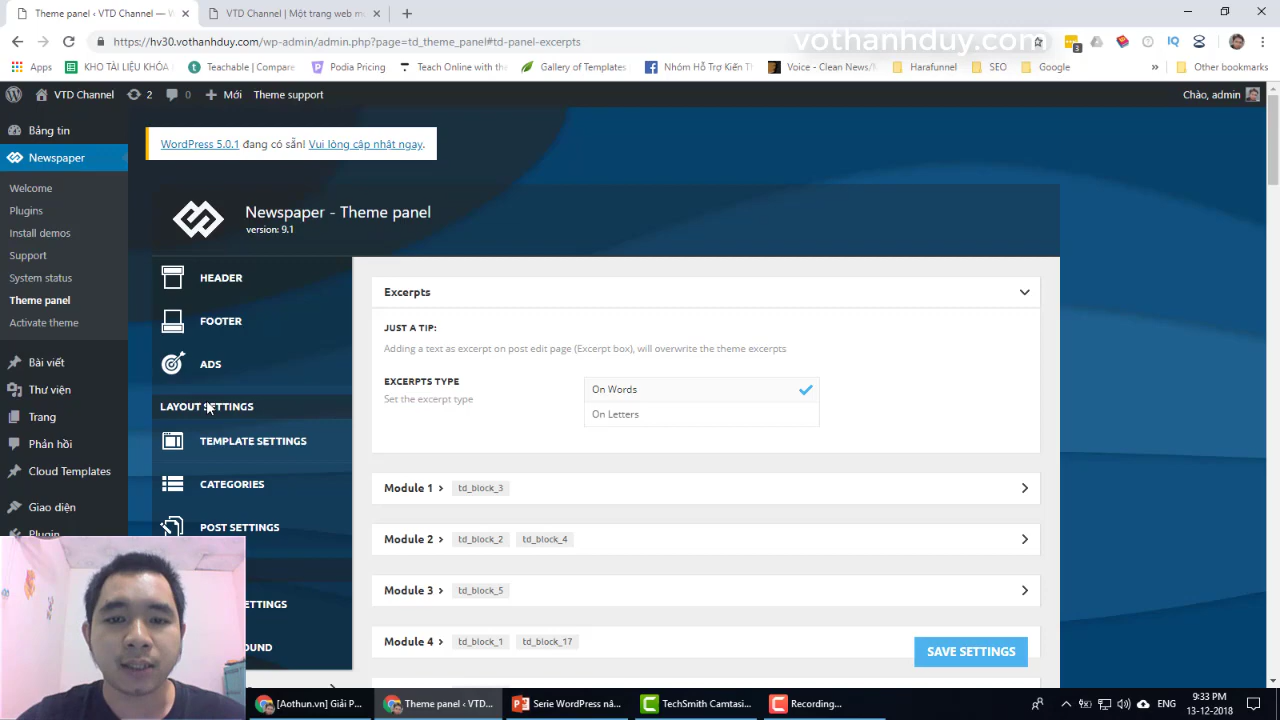 Theme panel ‹ VTD Channel — W
VTD Channel | Một trang web m
https://hv30.vothanhduy.com/wp-admin/admin.php?page=td_theme_panel#td-panel-excerpts
vothanhduy.com
3
IQ
Apps
KHO TÀI LIỆU KHÓA
Teachable | Compare
Podia Pricing
Teach Online with the
Gallery of Templates
Nhóm Hỗ Trợ Kiến Th
Voice - Clean News/M
Harafunnel
SEO
Google
»
Other bookmarks
VTD Channel
2
0
Mới
Theme support
Chào, admin
Bảng tin
Newspaper
Welcome
Plugins
Install demos
Support
System status
Theme panel
Activate theme
Bài viết
Thư viện
Trang
Phản hồi
Cloud Templates
Giao diện
Plugin
WordPress 5.0.1 đang có sẵn! Vui lòng cập nhật ngay.
Newspaper - Theme panel
version: 9.1
HEADER
FOOTER
ADS
LAYOUT SETTINGS
TEMPLATE SETTINGS
CATEGORIES
POST SETTINGS
ETTINGS
OUND
Excerpts
JUST A TIP:
Adding a text as excerpt on post edit page (Excerpt box), will overwrite the theme excerpts
EXCERPTS TYPE
Set the excerpt type
On Words
On Letters
Module 1 › td_block_3
Module 2 › td_block_2 td_block_4
Module 3 › td_block_5
Module 4 › td_block_1 td_block_17
SAVE SETTINGS
[Aothun.vn] Giải P...
Theme panel ‹ VTD...
Serie WordPress nâ...
TechSmith Camtasi...
Recording...
ENG
9:33 PM
13-12-2018